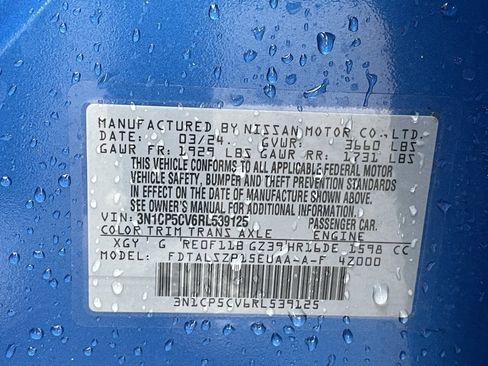 MANUFACTURED BY NISSAN MOTOR CO.,LTD.
DATE: 03/24. GVWR: 3660 LBS
GAWR FR: 1929 LBS GAWR RR: 1731 LBS
THIS VEHICLE CONFORMS TO ALL APPLICABLE FEDERAL MOTOR
VEHICLE SAFETY, BUMPER AND THEFT PREVENTION STANDARDS
IN EFFECT ON THE DATE OF MANUFACTURE SHOWN ABOVE.
SEE OWNER'S MANUAL FOR ADDITIONAL INFORMATION.
VIN: 3N1CP5CV6RL539125 PASSENGER CAR.
COLOR TRIM TRANS AXLE ENGINE
XGY G RE0F11B GZ39 HR16DE 1598 CC
MODEL: FDTALSZP15EUAA-A-F 4Z000
3N1CP5CV6RL539125